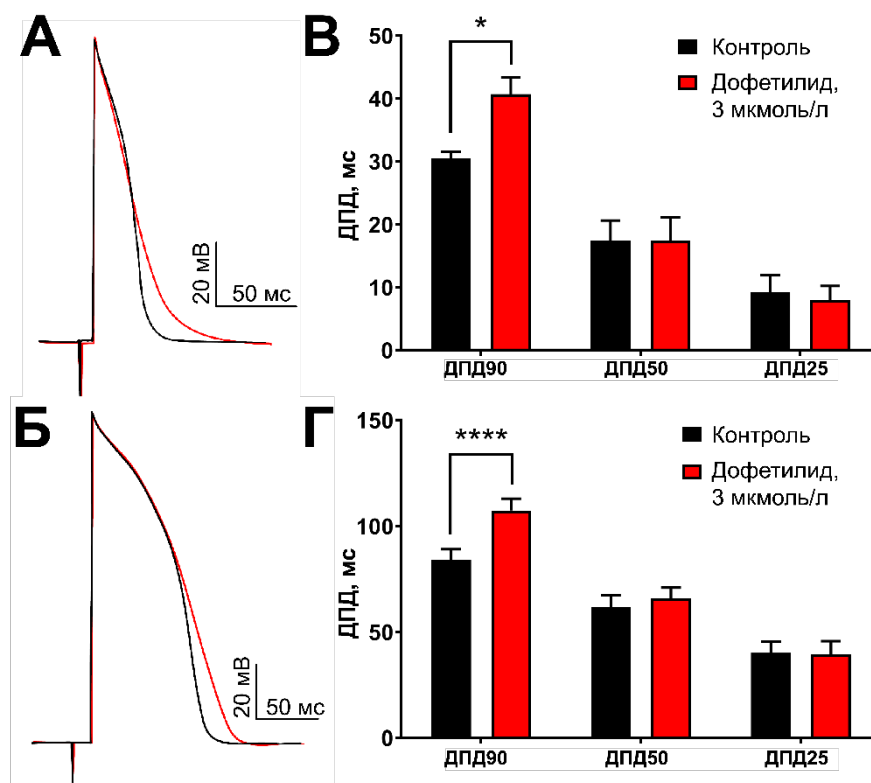 А
20 мВ
50 мс
В
ДПД, мс
50
40
30
20
10
0
*
Контроль
Дофетилид,
3 мкмоль/л
ДПД90
ДПД50
ДПД25
Б
20 мВ
50 мс
Г
ДПД, мс
150
100
50
0
****
Контроль
Дофетилид,
3 мкмоль/л
ДПД90
ДПД50
ДПД25